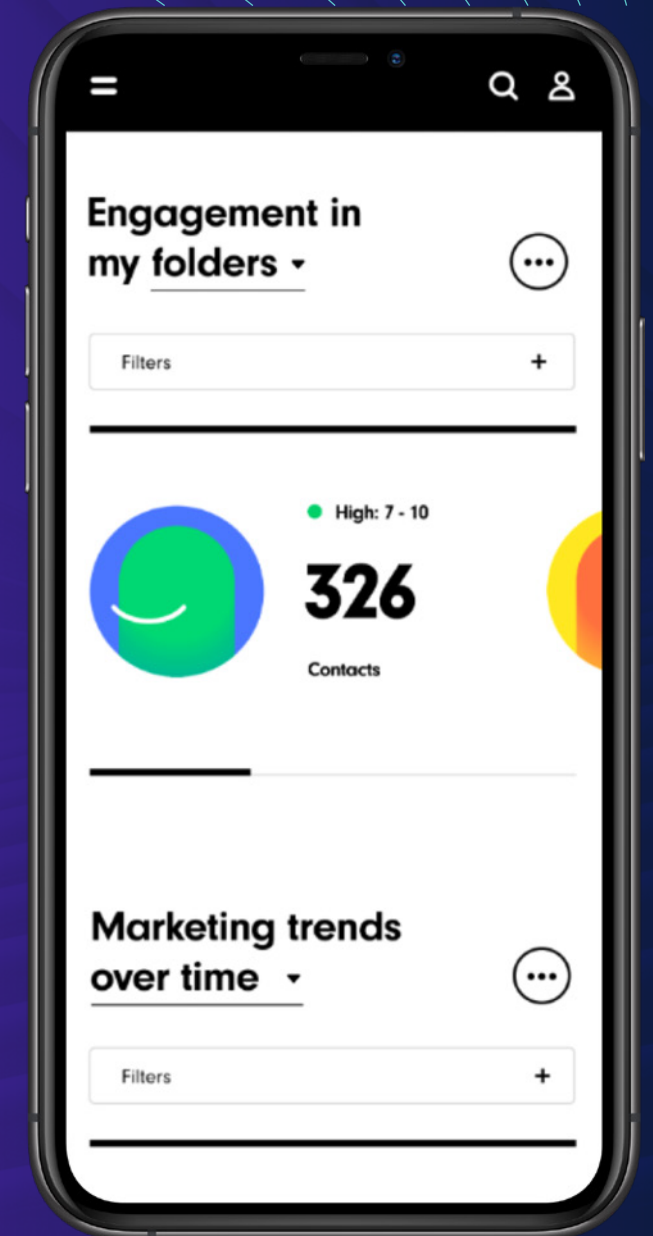 Engagement in
my folders
Filters
High: 7 - 10
326
Contacts
Marketing trends
over time
Filters